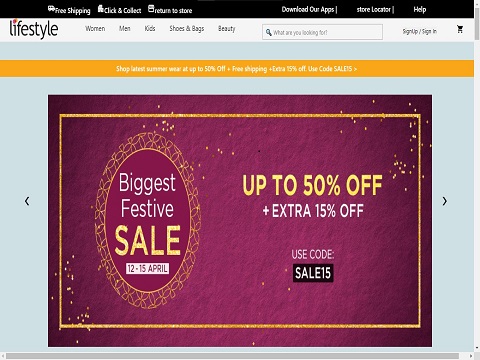 Free Shipping Click & Collect return to store Download Our Apps | store Locator | Help
lifestyle Women Men Kids Shoes & Bags Beauty What are you looking for? SignUp / Sign In
Shop latest summer wear at up to 50% Off + Free shipping +Extra 15% off. Use Code SALE15 »
Biggest
Festive
SALE
12-15 APRIL
UP TO 50% OFF
+ EXTRA 15% OFF
USE CODE:
SALE15